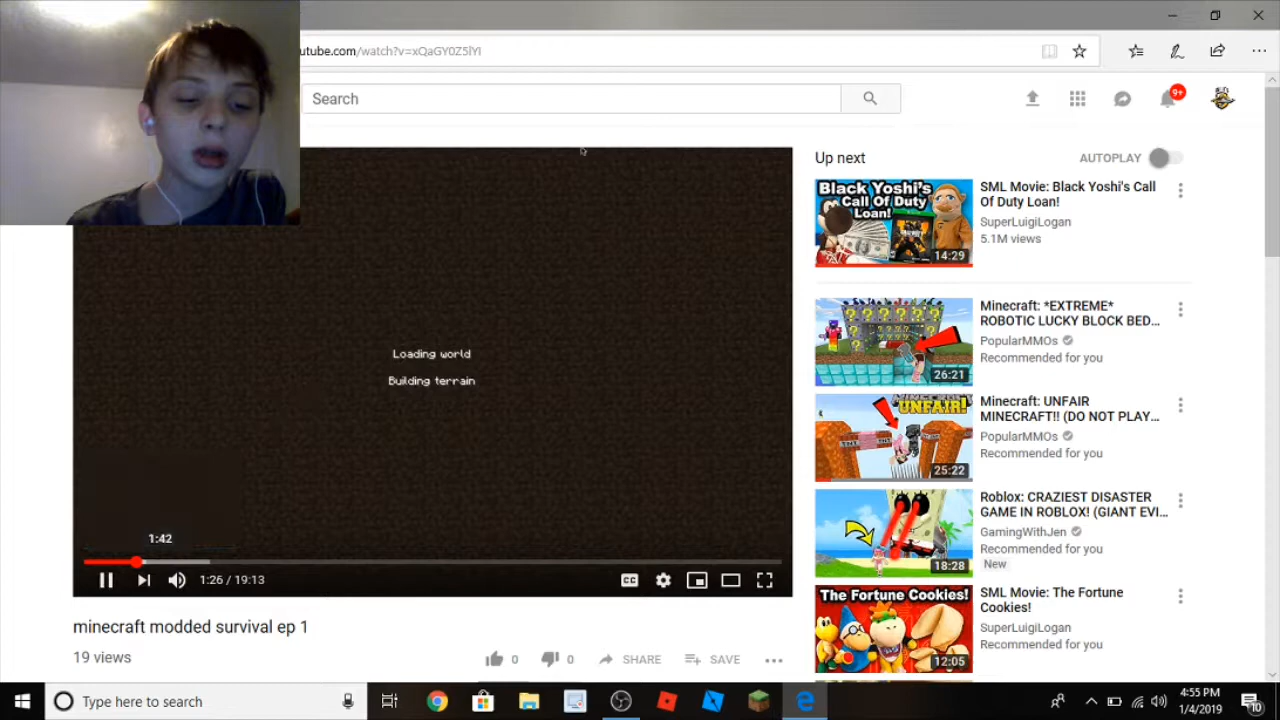 utube.com/watch?v=xQaGY0Z5lYI
Search
9+
Up next
AUTOPLAY
Black Yoshi's
Call Of Duty
Loan!
14:29
SML Movie: Black Yoshi's Call
Of Duty Loan!
SuperLuigiLogan
5.1M views
26:21
Minecraft: *EXTREME*
ROBOTIC LUCKY BLOCK BED...
PopularMMOs
Recommended for you
UNFAIR!
25:22
Minecraft: UNFAIR
MINECRAFT!! (DO NOT PLAY...
PopularMMOs
Recommended for you
18:28
Roblox: CRAZIEST DISASTER
GAME IN ROBLOX! (GIANT EVI...
GamingWithJen
Recommended for you
New
The Fortune Cookies!
12:05
SML Movie: The Fortune
Cookies!
SuperLuigiLogan
Recommended for you
Loading world
Building terrain
1:42
1:26 / 19:13
CC
minecraft modded survival ep 1
19 views
0
0
SHARE
SAVE
Type here to search
4:55 PM
1/4/2019
10